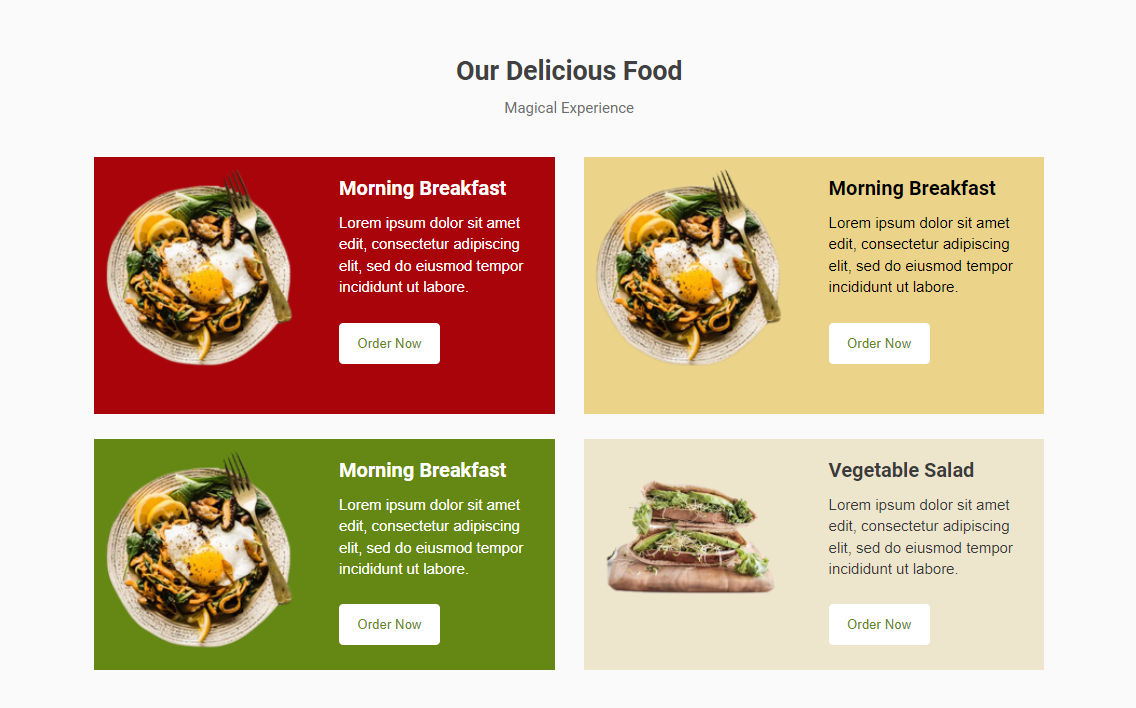 Our Delicious Food
Magical Experience
Morning Breakfast
Lorem ipsum dolor sit amet
edit, consectetur adipiscing
elit, sed do eiusmod tempor
incididunt ut labore.
Order Now
Morning Breakfast
Lorem ipsum dolor sit amet
edit, consectetur adipiscing
elit, sed do eiusmod tempor
incididunt ut labore.
Order Now
Morning Breakfast
Lorem ipsum dolor sit amet
edit, consectetur adipiscing
elit, sed do eiusmod tempor
incididunt ut labore.
Order Now
Vegetable Salad
Lorem ipsum dolor sit amet
edit, consectetur adipiscing
elit, sed do eiusmod tempor
incididunt ut labore.
Order Now